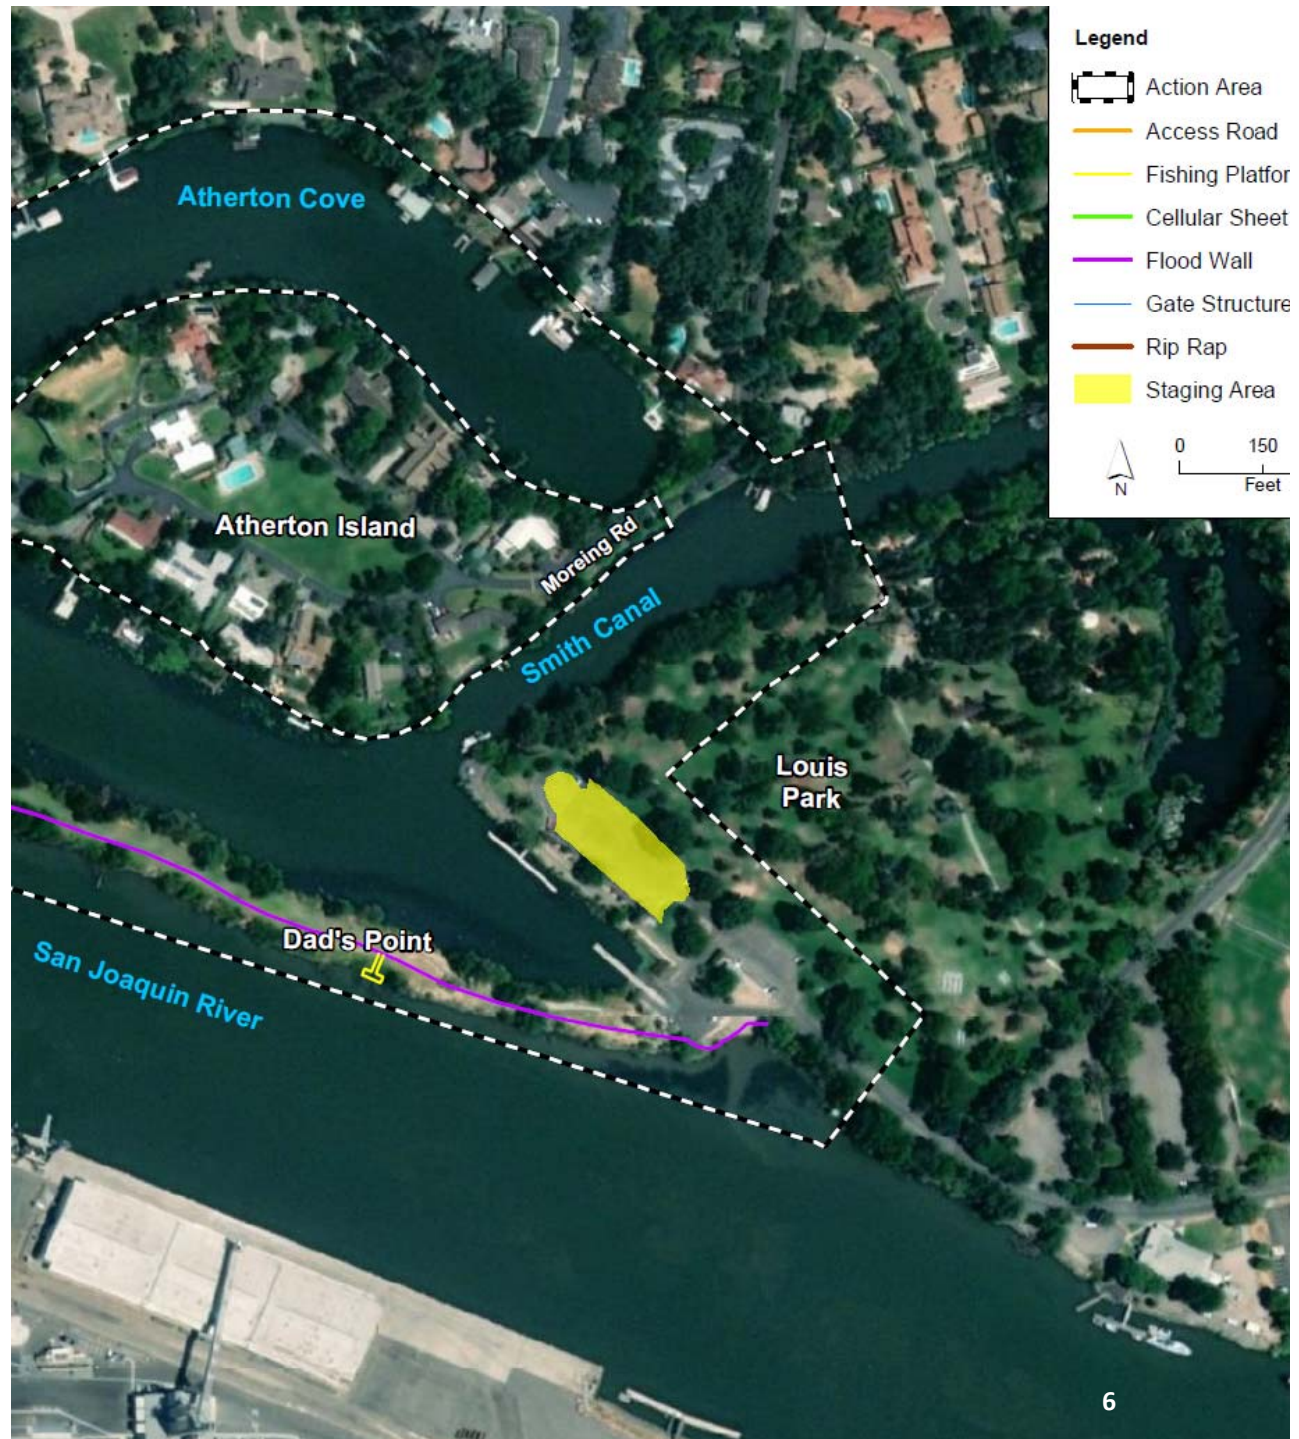 Legend
Action Area
Access Road
Fishing Platfor
Cellular Sheet
Flood Wall
Gate Structure
Rip Rap
Staging Area
0 150
Feet
N
Atherton Cove
Atherton Island
Moreing Rd
Smith Canal
Louis
Park
Dad's Point
San Joaquin River
6